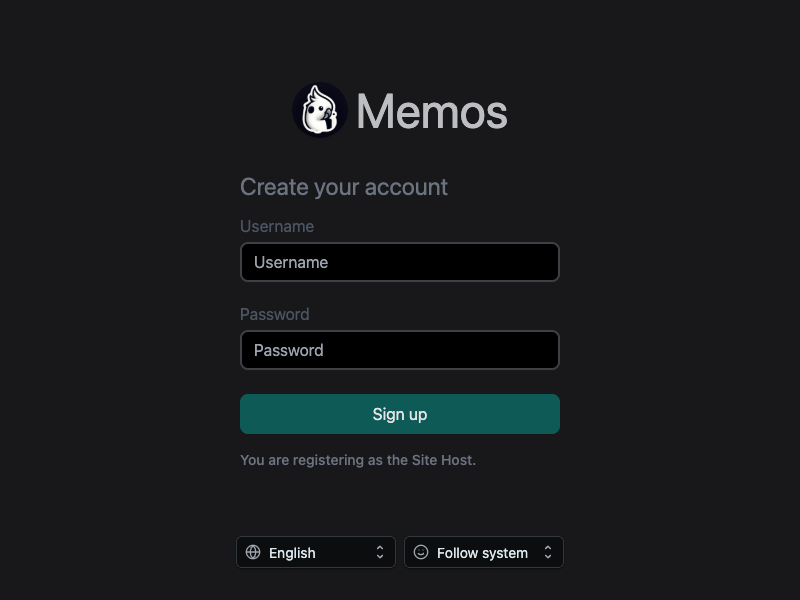 Memos
Create your account
Username
Username
Password
Password
Sign up
You are registering as the Site Host.
English
Follow system